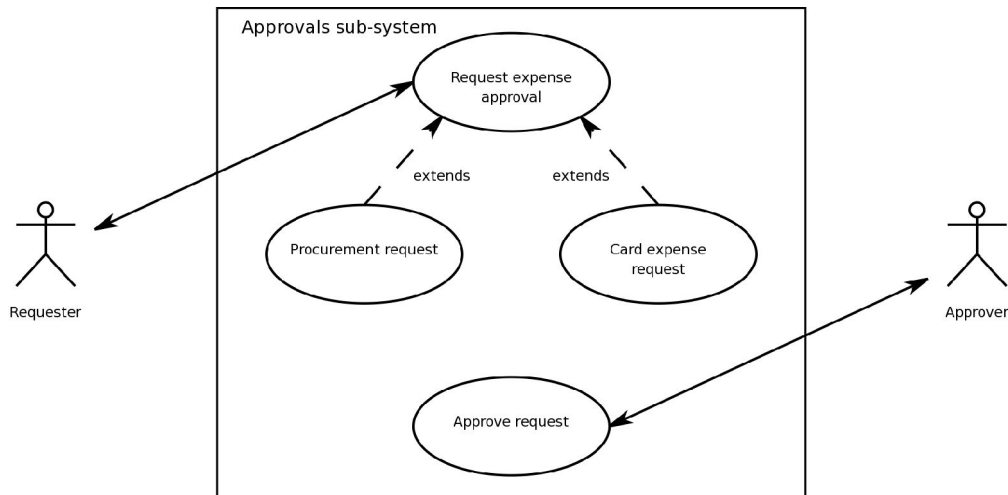 Approvals sub-system
Request expense
approval
extends
extends
Procurement request
Card expense
request
Requester
Approver
Approve request